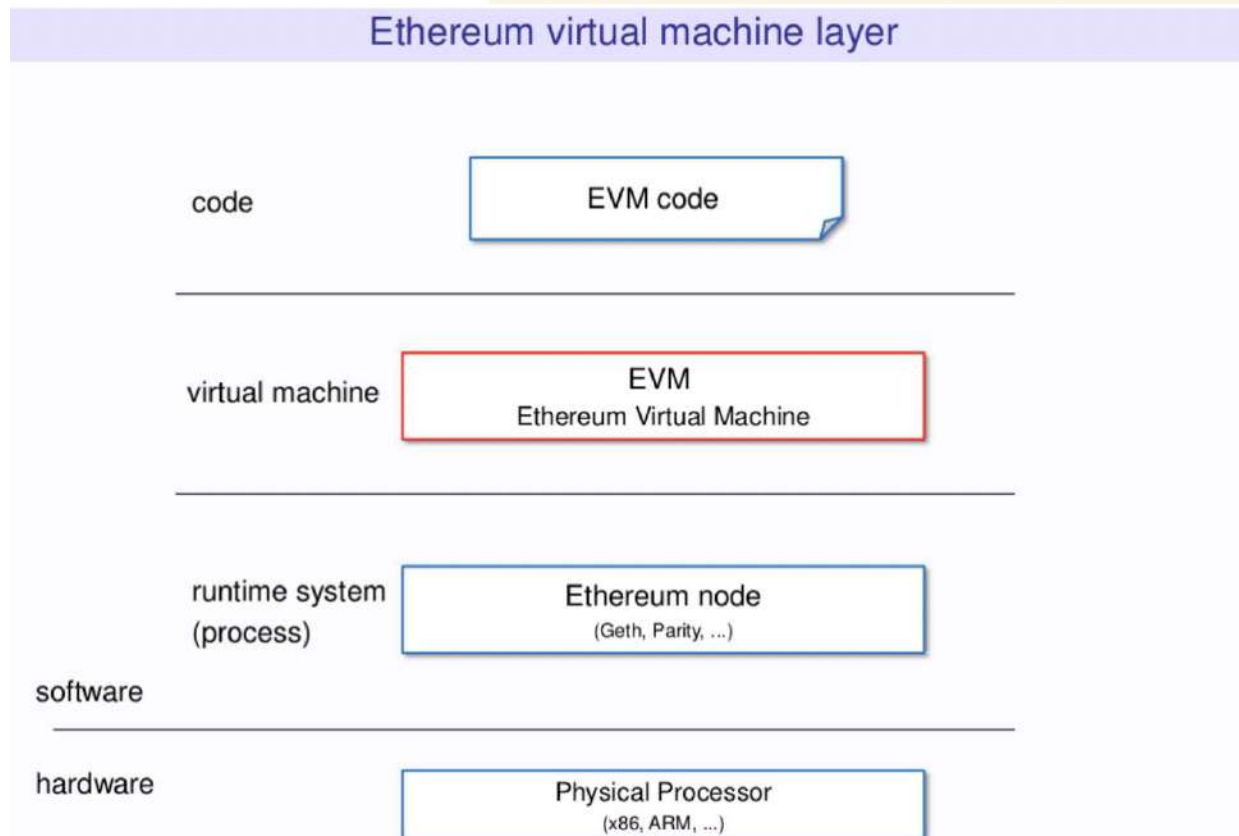 Ethereum virtual machine layer
code
EVM code
virtual machine
EVM
Ethereum Virtual Machine
runtime system
(process)
Ethereum node
(Geth, Parity, ...)
software
hardware
Physical Processor
(x86, ARM, ...)